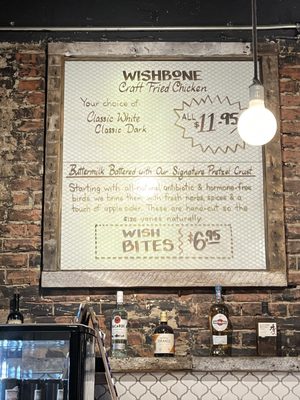 WISHBONE
Craft Fried Chicken
Your choice of
Classic White
Classic Dark
ALL
$11.95
Buttermilk Battered with Our Signature Pretzel Crust
Starting with all-natural antibiotic & hormone-free
birds, we brine them with fresh herbs, spices & a
touch of apple cider. These are hand-cut so the
size varies naturally.
WISH
BITES
$6.95